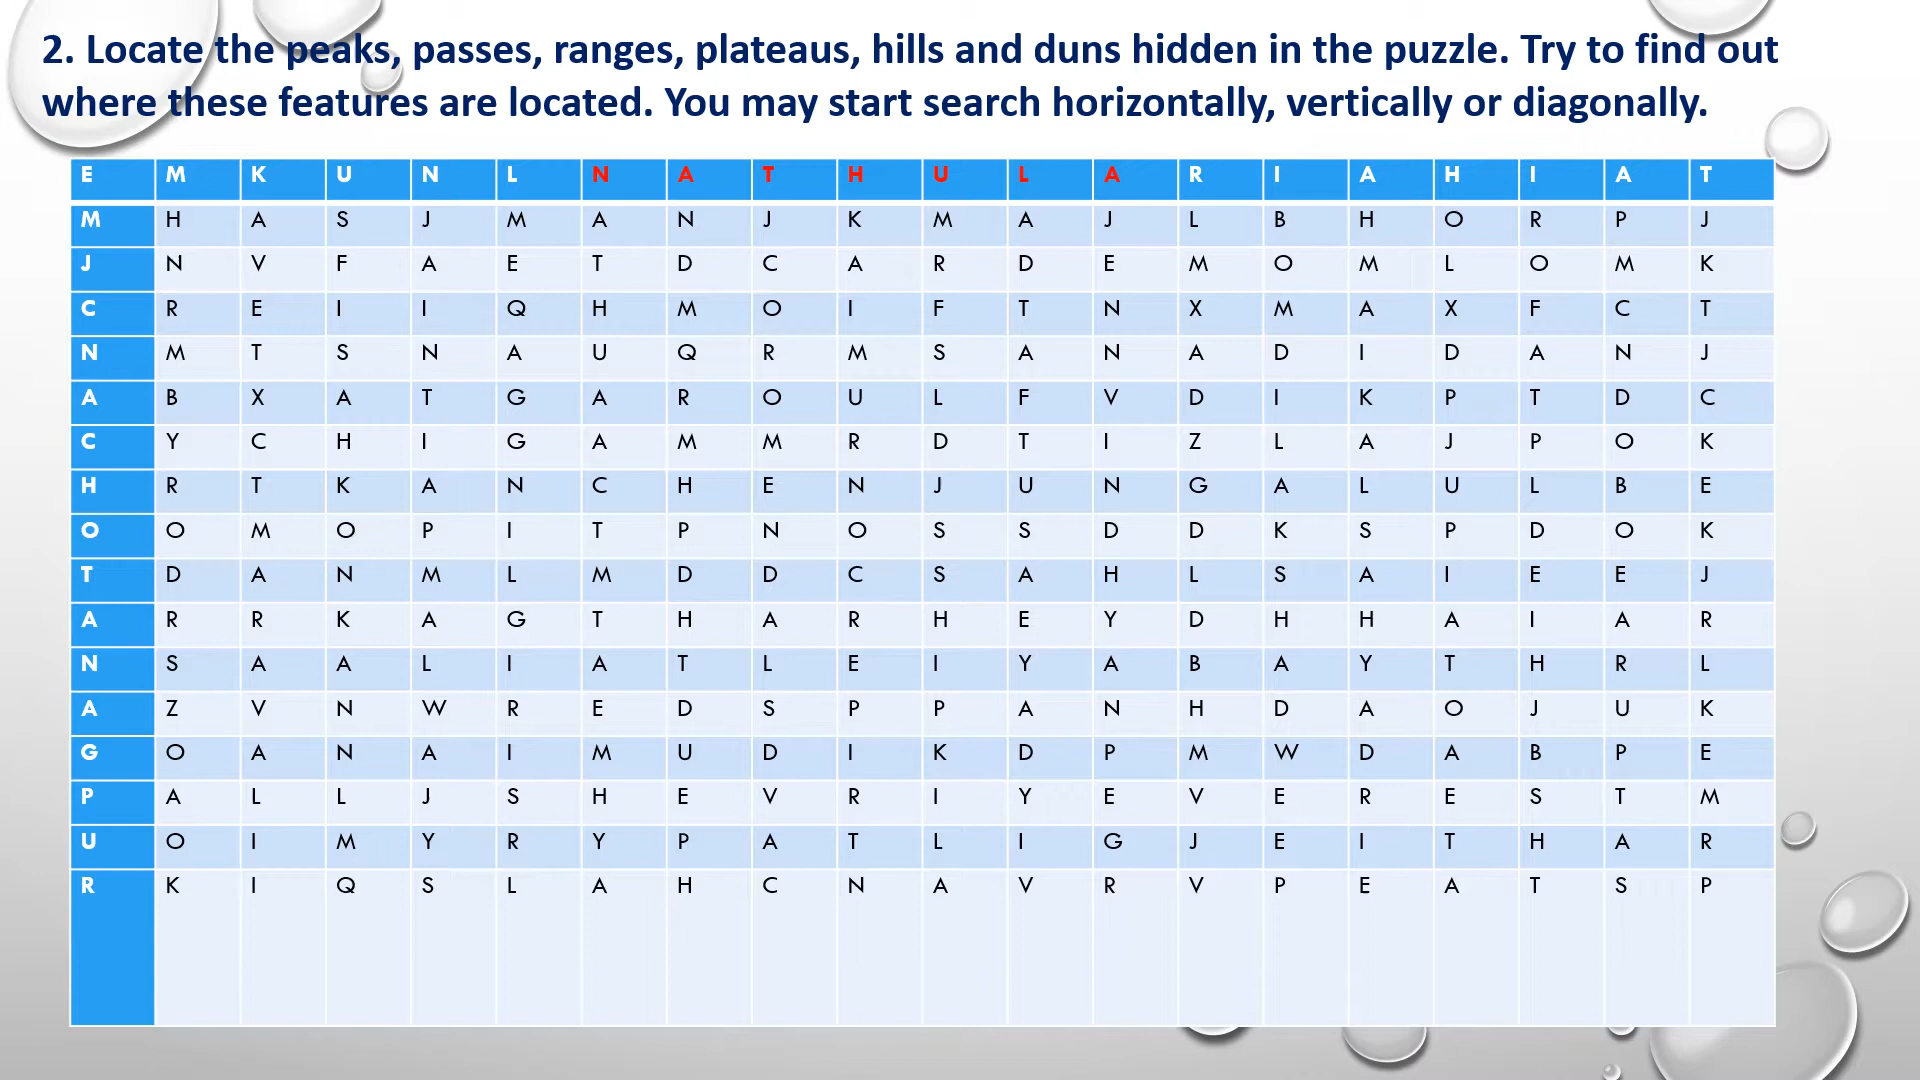 2. Locate the peaks, passes, ranges, plateaus, hills and duns hidden in the puzzle. Try to find out
where these features are located. You may start search horizontally, vertically or diagonally.
E M K U N L N A T H U L A R I A H I A T
M H A S J M A N J K M A J L B H O R P J
J N V F A E T D C A R D E M O M L O M K
C R E I I Q H M O I F T N X M A X F C T
N M T S N A U Q R M S A N A D I D A N J
A B X A T G A R O U L F V D I K P T D C
C Y C H I G A M M R D T I Z L A J P O K
H R T K A N C H E N J U N G A L U L B E
O O M O P I T P N O S S D D K S P D O K
T D A N M L M D D C S A H L S A I E E J
A R R K A G T H A R H E Y D H H A I A R
N S A A L I A T L E I Y A B A Y T H R L
A Z V N W R E D S P P A N H D A O J U K
G O A N A I M U D I K D P M W D A B P E
P A L L J S H E V R I Y E V E R E S T M
U O I M Y R Y P A T L I G J E I T H A R
R K I Q S L A H C N A V R V P E A T S P